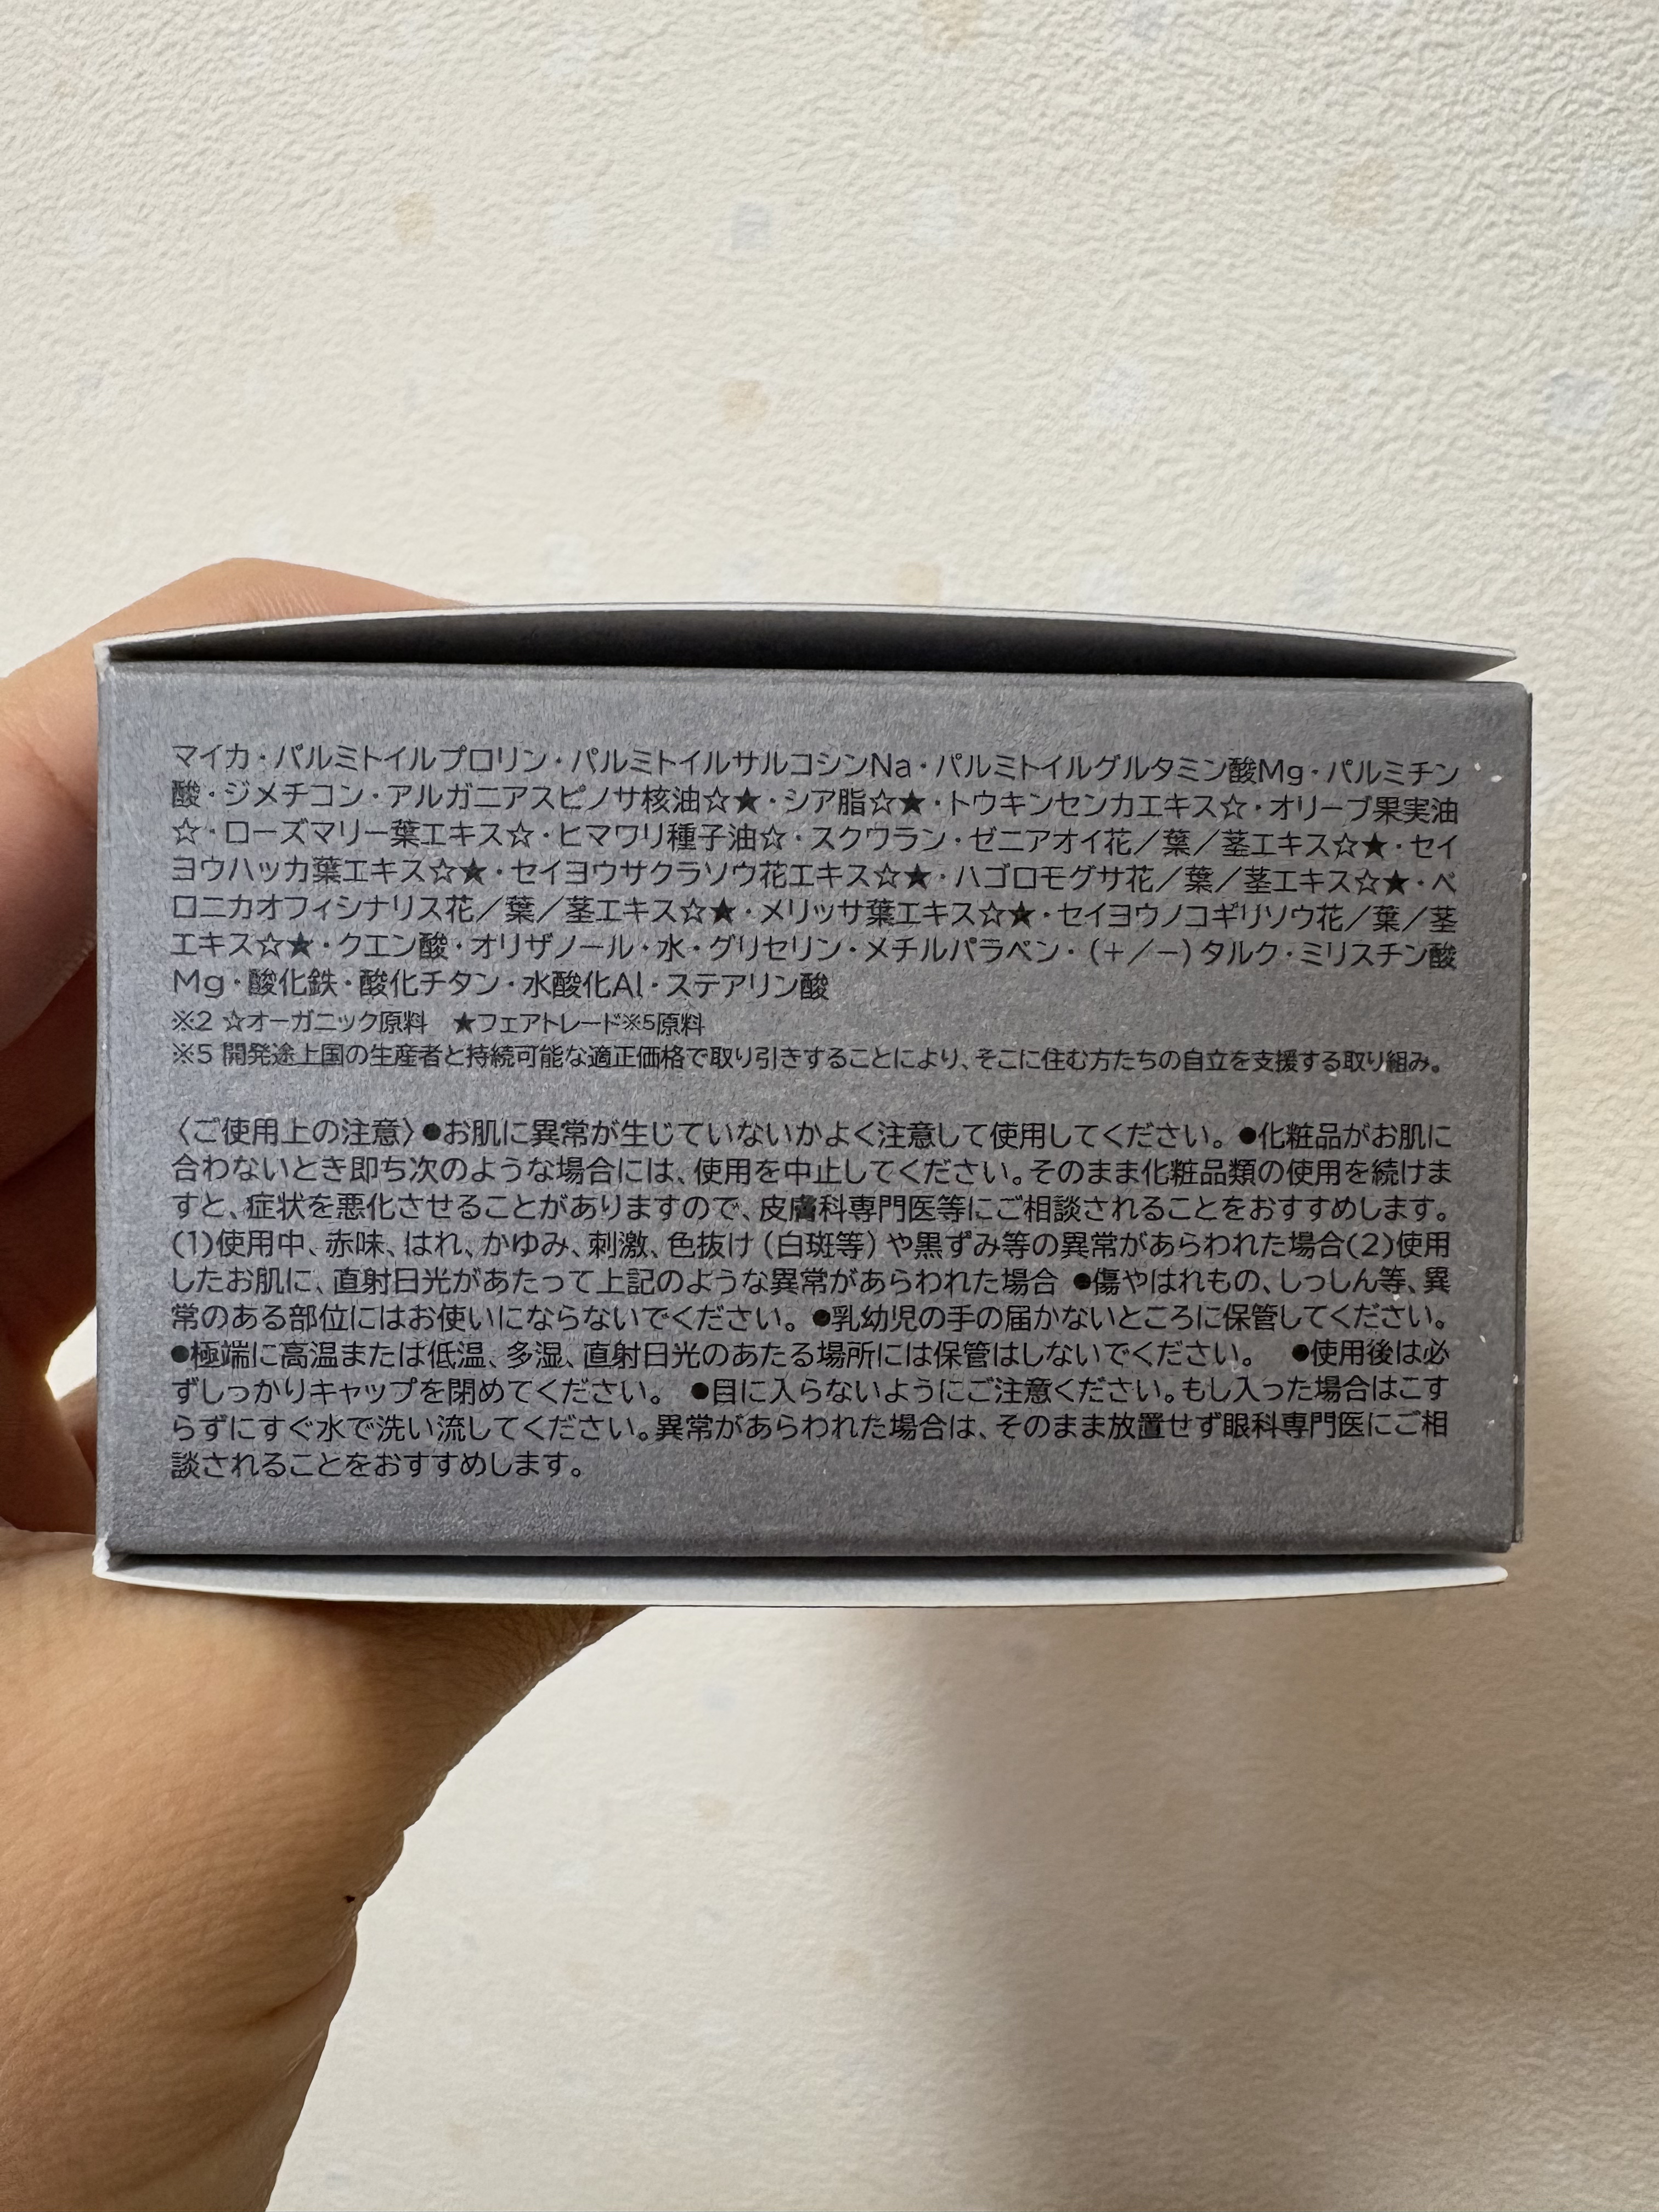 マイカ・パルミトイルプロリン・パルミトイルサルコシンNa・パルミトイルグルタミン酸Mg・パルミチン
酸・ジメチコン・アルガニアスピノサ核油☆★・シア脂☆★・トウキンセンカエキス☆・オリーブ果実油
☆・ローズマリー葉エキス☆・ヒマワリ種子油☆・スクワラン・ゼニアオイ花／葉／茎エキス☆★・セイ
ヨウハッカ葉エキス☆★・セイヨウサクラソウ花エキス☆★・ハゴロモグサ花／葉／茎エキス☆★・ベ
ロニカオフィシナリス花／葉／茎エキス☆★・メリッサ葉エキス☆★・セイヨウノコギリソウ花／葉／茎
エキス☆★・クエン酸・オリザノール・水・グリセリン・メチルパラベン・(＋／−)タルク・ミリスチン酸
Mg・酸化鉄・酸化チタン・水酸化Al・ステアリン酸
※2 ☆オーガニック原料　★フェアトレード※5原料
※5 開発途上国の生産者と持続可能な適正価格で取り引きすることにより、そこに住む方たちの自立を支援する取り組み。
〈ご使用上の注意〉●お肌に異常が生じていないかよく注意して使用してください。●化粧品がお肌に
合わないとき即ち次のような場合には、使用を中止してください。そのまま化粧品類の使用を続けま
すと、症状を悪化させることがありますので、皮膚科専門医等にご相談されることをおすすめします。
(1)使用中、赤味、はれ、かゆみ、刺激、色抜け（白斑等）や黒ずみ等の異常があらわれた場合(2)使用
したお肌に、直射日光があたって上記のような異常があらわれた場合 ●傷やはれもの、しっしん等、異
常のある部位にはお使いにならないでください。●乳幼児の手の届かないところに保管してください。
●極端に高温または低温、多湿、直射日光のあたる場所には保管はしないでください。　●使用後は必
ずしっかりキャップを閉めてください。　●目に入らないようにご注意ください。もし入った場合はこす
らずにすぐ水で洗い流してください。異常があらわれた場合は、そのまま放置せず眼科専門医にご相
談されることをおすすめします。